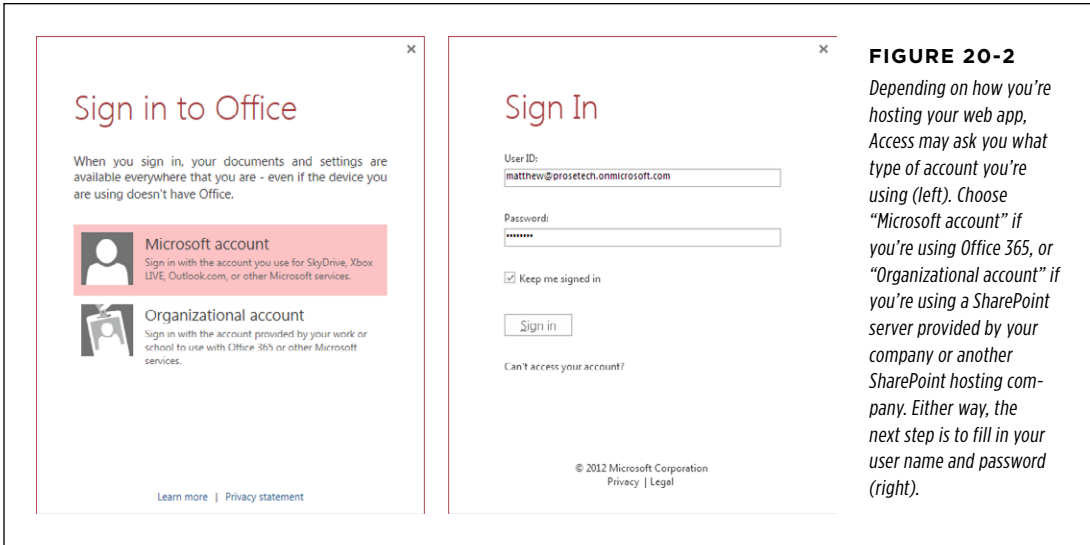 ×
Sign in to Office
When you sign in, your documents and settings are
available everywhere that you are - even if the device you
are using doesn't have Office.
Microsoft account
Sign in with the account you use for SkyDrive, Xbox
LIVE, Outlook.com, or other Microsoft services.
Organizational account
Sign in with the account provided by your work or
school to use with Office 365 or other Microsoft
services.
Learn more | Privacy statement
×
Sign In
User ID:
matthew@prosetech.onmicrosoft.com
Password:
••••••••
Keep me signed in
Sign in
Can't access your account?
© 2012 Microsoft Corporation
Privacy | Legal
FIGURE 20-2
Depending on how you're
hosting your web app,
Access may ask you what
type of account you're
using (left). Choose
“Microsoft account” if
you're using Office 365, or
“Organizational account” if
you're using a SharePoint
server provided by your
company or another
SharePoint hosting com-
pany. Either way, the
next step is to fill in your
user name and password
(right).